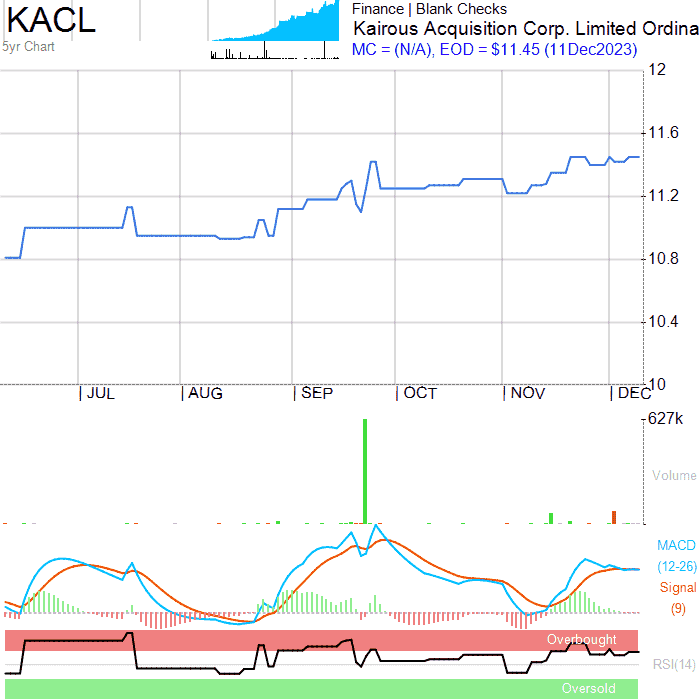 KACL
5yr Chart
Finance | Blank Checks
Kairous Acquisition Corp. Limited Ordina
MC = (N/A), EOD = $11.45 (11Dec2023)
12
11.6
11.2
10.8
10.4
10
| JUL | AUG | SEP | OCT | NOV | DEC
627k
Volume
MACD
(12-26)
Signal
(9)
Overbought
RSI(14)
Oversold